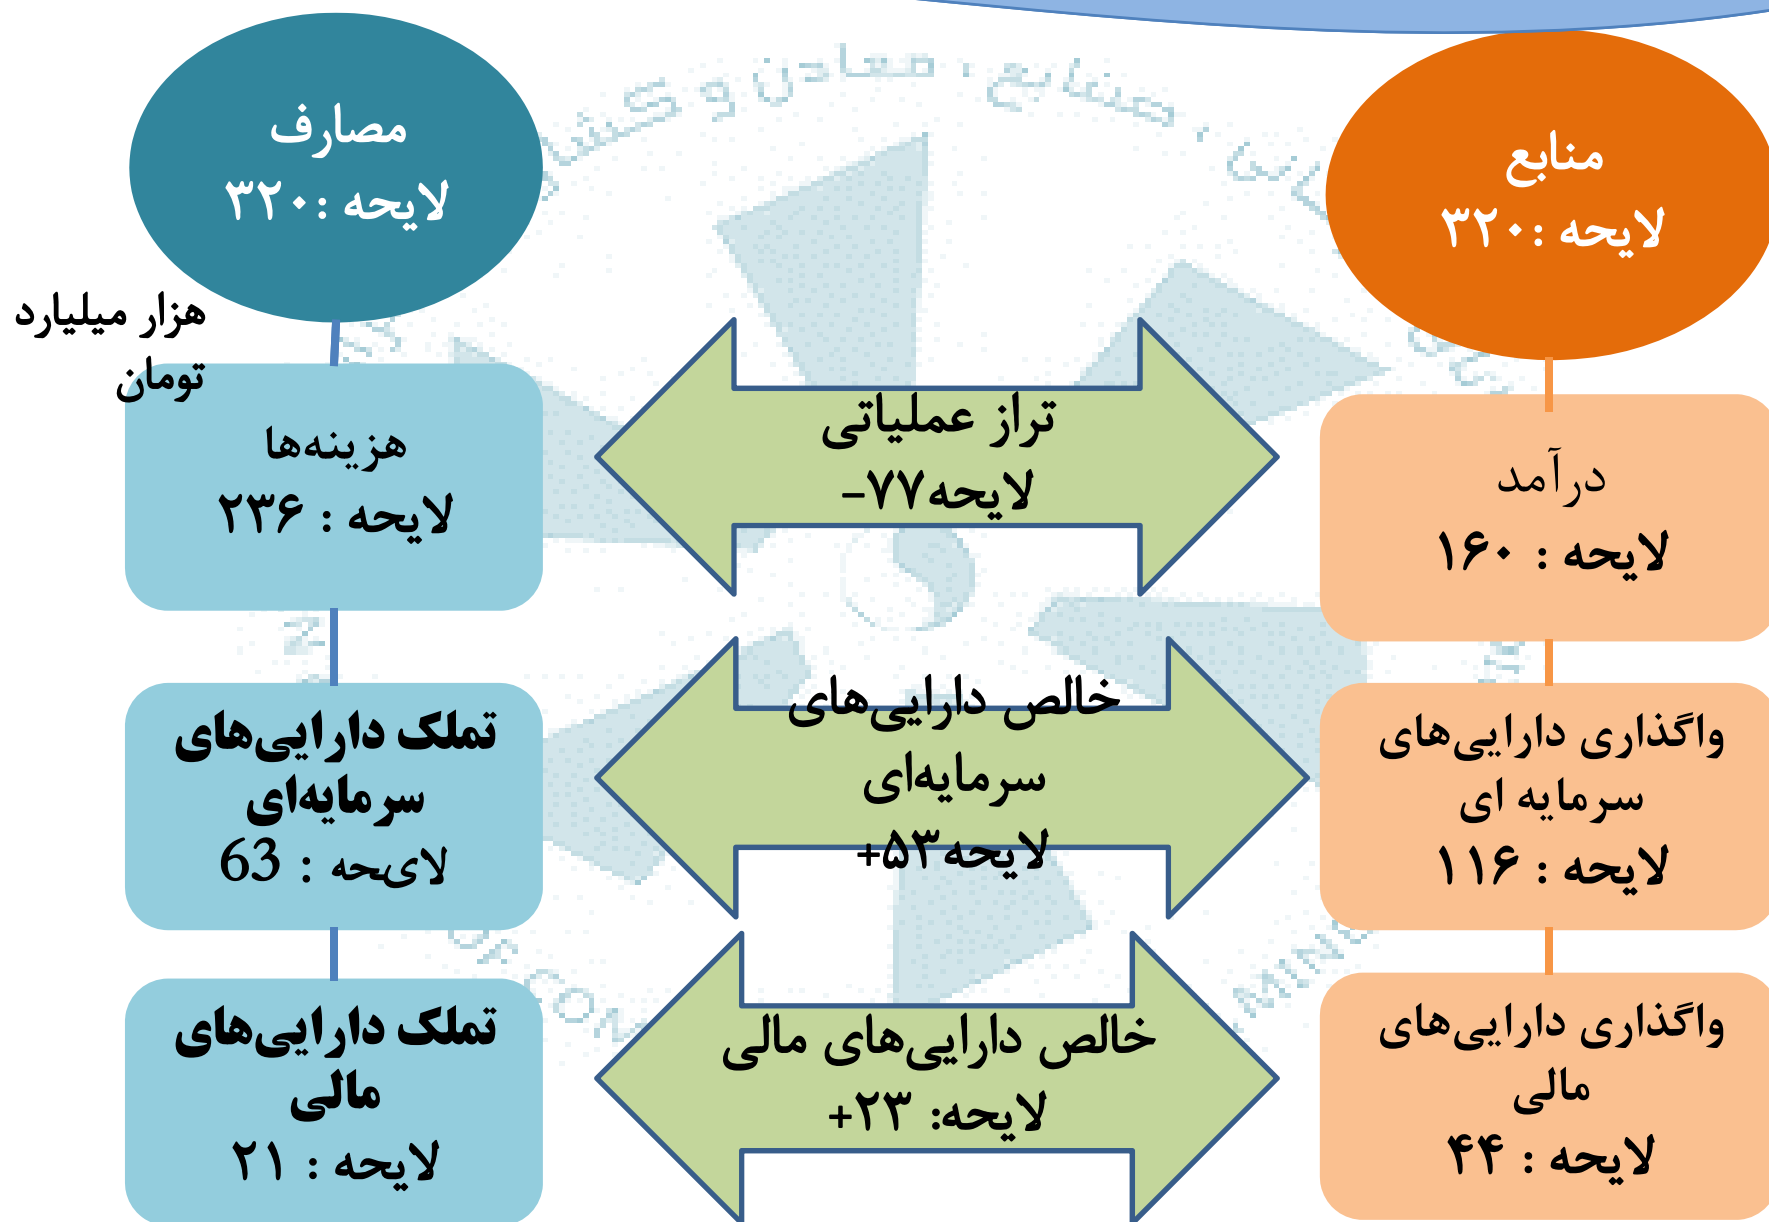 منابع
لایحه :۳۲۰
مصارف
لایحه :۳۲۰
هزار میلیارد
تومان
درآمد
لایحه : ۱۶۰
تراز عملیاتی
لایحه۷۷-
هزینه‌ها
لایحه : ۲۳۶
واگذاری دارایی‌های
سرمایه ای
لایحه : ۱۱۶
خالص دارایی‌های
سرمایه‌ای
لایحه۵۳+
تملک دارایی‌های
سرمایه‌ای
لایحه : 63
واگذاری دارایی‌های
مالی
لایحه : ۴۴
خالص دارایی‌های مالی
لایحه: ۲۳+
تملک دارایی‌های
مالی
لایحه : ۲۱
صنایع ، معادن و